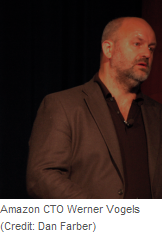 Amazon CTO Werner Vogels
(Credit: Dan Farber)